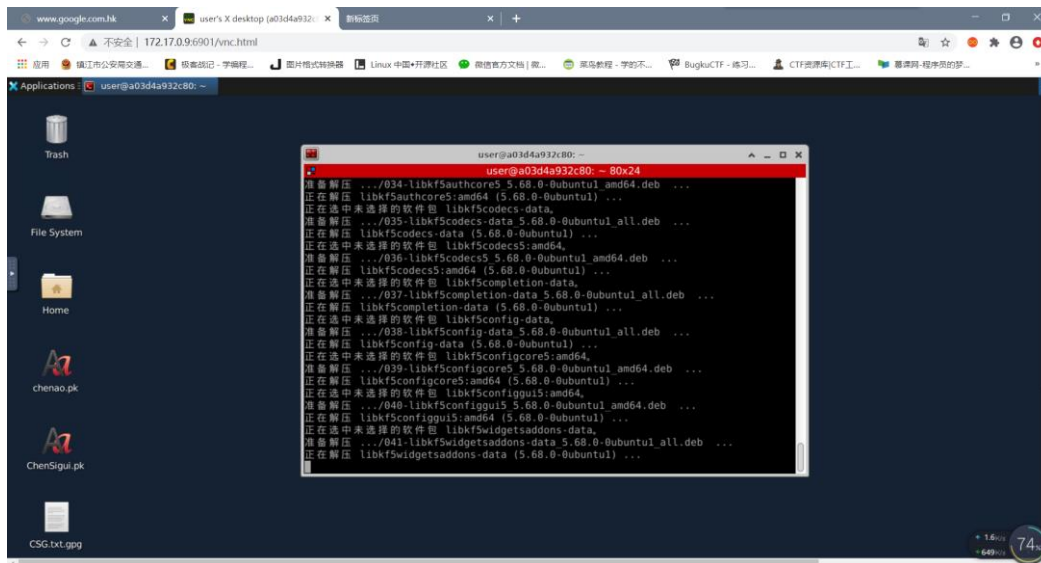 www.google.com.hk
user's X desktop (a03d4a932c
新标签页
不安全 | 172.17.0.9:6901/vnc.html
应用 镇江市公安局交通... 极客战记 - 学编程... 图片格式转换器 Linux 中国◆开源社区 微信官方文档 | 微... 菜鸟教程 - 学的不... BugkuCTF - 练习... CTF资源库|CTF工... 慕课网-程序员的梦... »
Applications user@a03d4a932c80: ~
Trash
File System
Home
chenao.pk
ChenSigui.pk
CSG.txt.gpg
user@a03d4a932c80: ~
user@a03d4a932c80: ~ 80x24
准备解压 .../034-libkf5authcore5_5.68.0-0ubuntu1_amd64.deb ...
正在解压 libkf5authcore5:amd64 (5.68.0-0ubuntu1) ...
正在选中未选择的软件包 libkf5codecs-data。
准备解压 .../035-libkf5codecs-data_5.68.0-0ubuntu1_all.deb ...
正在解压 libkf5codecs-data (5.68.0-0ubuntu1) ...
正在选中未选择的软件包 libkf5codecs5:amd64。
准备解压 .../036-libkf5codecs5_5.68.0-0ubuntu1_amd64.deb ...
正在解压 libkf5codecs5:amd64 (5.68.0-0ubuntu1) ...
正在选中未选择的软件包 libkf5completion-data。
准备解压 .../037-libkf5completion-data_5.68.0-0ubuntu1_all.deb ...
正在解压 libkf5completion-data (5.68.0-0ubuntu1) ...
正在选中未选择的软件包 libkf5config-data。
准备解压 .../038-libkf5config-data_5.68.0-0ubuntu1_all.deb ...
正在解压 libkf5config-data (5.68.0-0ubuntu1) ...
正在选中未选择的软件包 libkf5configcore5:amd64。
准备解压 .../039-libkf5configcore5_5.68.0-0ubuntu1_amd64.deb ...
正在解压 libkf5configcore5:amd64 (5.68.0-0ubuntu1) ...
正在选中未选择的软件包 libkf5configgui5:amd64。
准备解压 .../040-libkf5configgui5_5.68.0-0ubuntu1_amd64.deb ...
正在解压 libkf5configgui5:amd64 (5.68.0-0ubuntu1) ...
正在选中未选择的软件包 libkf5widgetsaddons-data。
准备解压 .../041-libkf5widgetsaddons-data_5.68.0-0ubuntu1_all.deb ...
正在解压 libkf5widgetsaddons-data (5.68.0-0ubuntu1) ...
1.6K/s
649K/s
74%